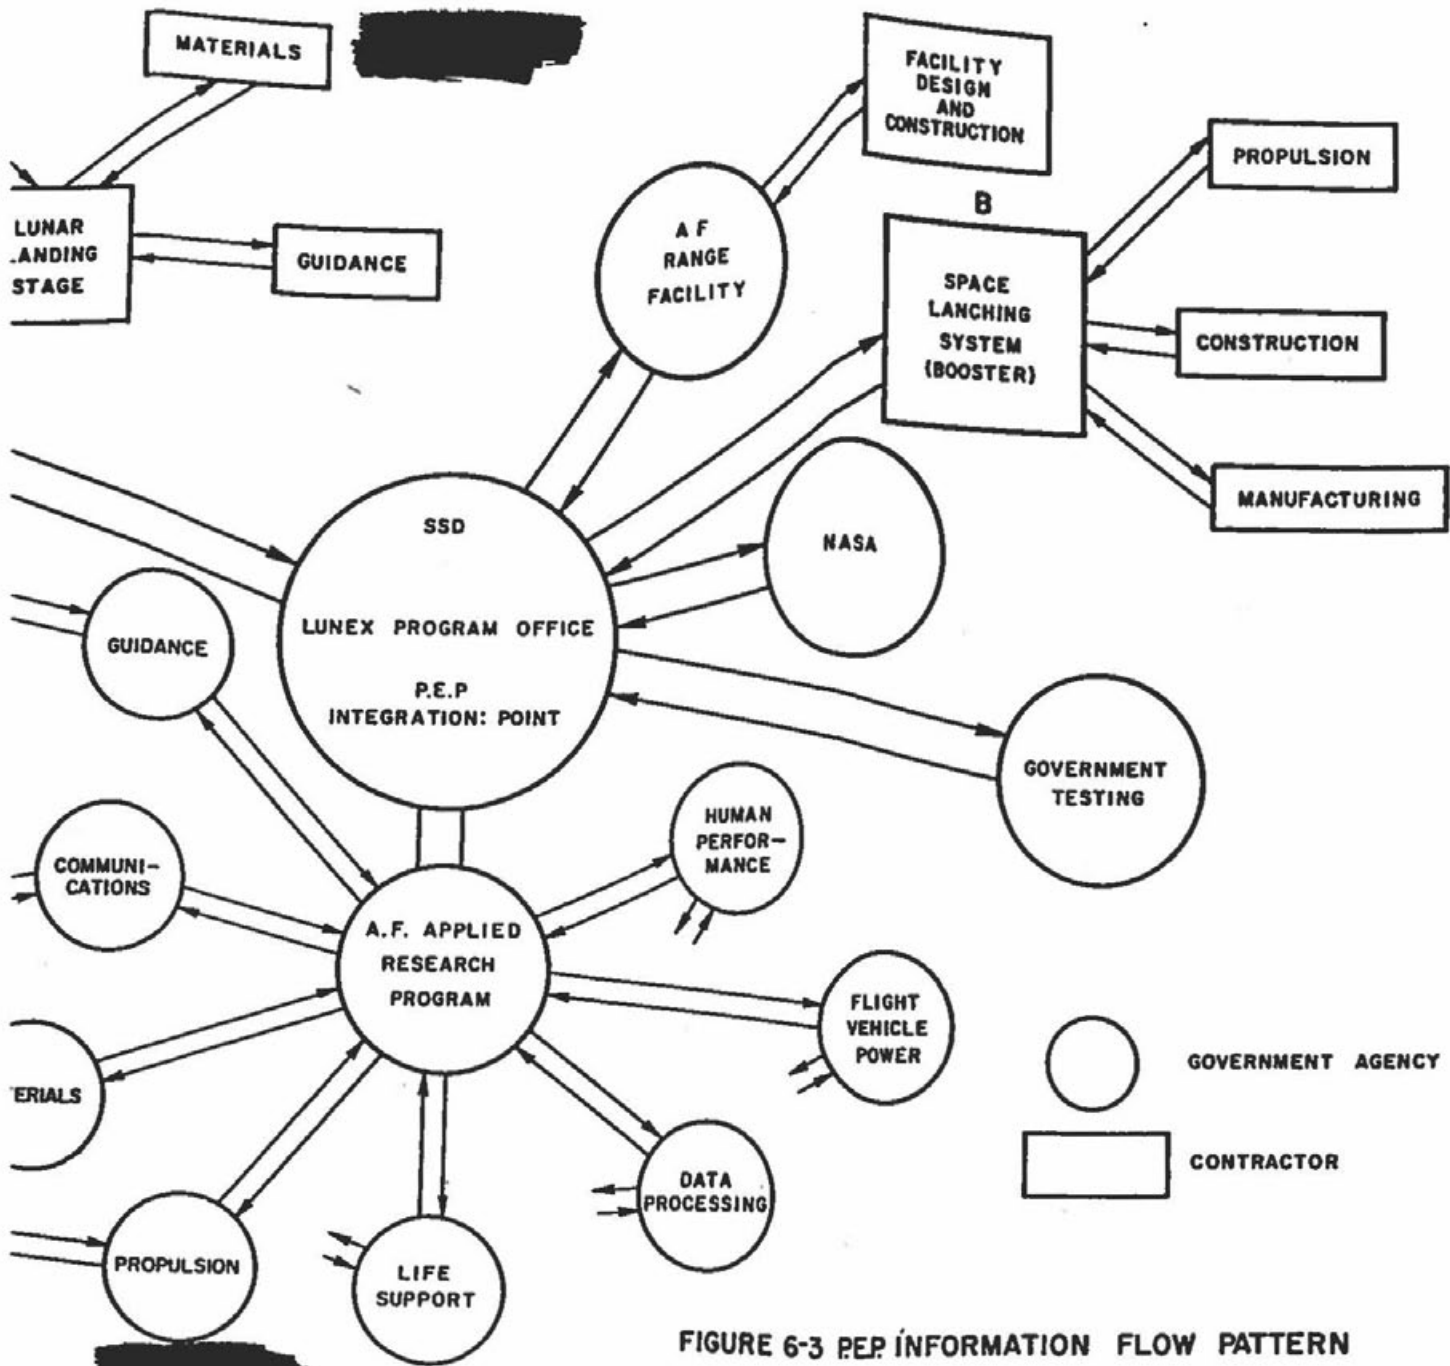 MATERIALS
FACILITY
DESIGN
AND
CONSTRUCTION
PROPULSION
B
LUNAR
LANDING
STAGE
GUIDANCE
A F
RANGE
FACILITY
SPACE
LANCHING
SYSTEM
(BOOSTER)
CONSTRUCTION
MANUFACTURING
SSD
LUNEX PROGRAM OFFICE
P.E.P
INTEGRATION: POINT
NASA
GUIDANCE
GOVERNMENT
TESTING
HUMAN
PERFOR-
MANCE
COMMUNI-
CATIONS
A.F. APPLIED
RESEARCH
PROGRAM
FLIGHT
VEHICLE
POWER
GOVERNMENT AGENCY
TERIALS
CONTRACTOR
DATA
PROCESSING
PROPULSION
LIFE
SUPPORT
FIGURE 6-3 P.E.P. INFORMATION FLOW PATTERN